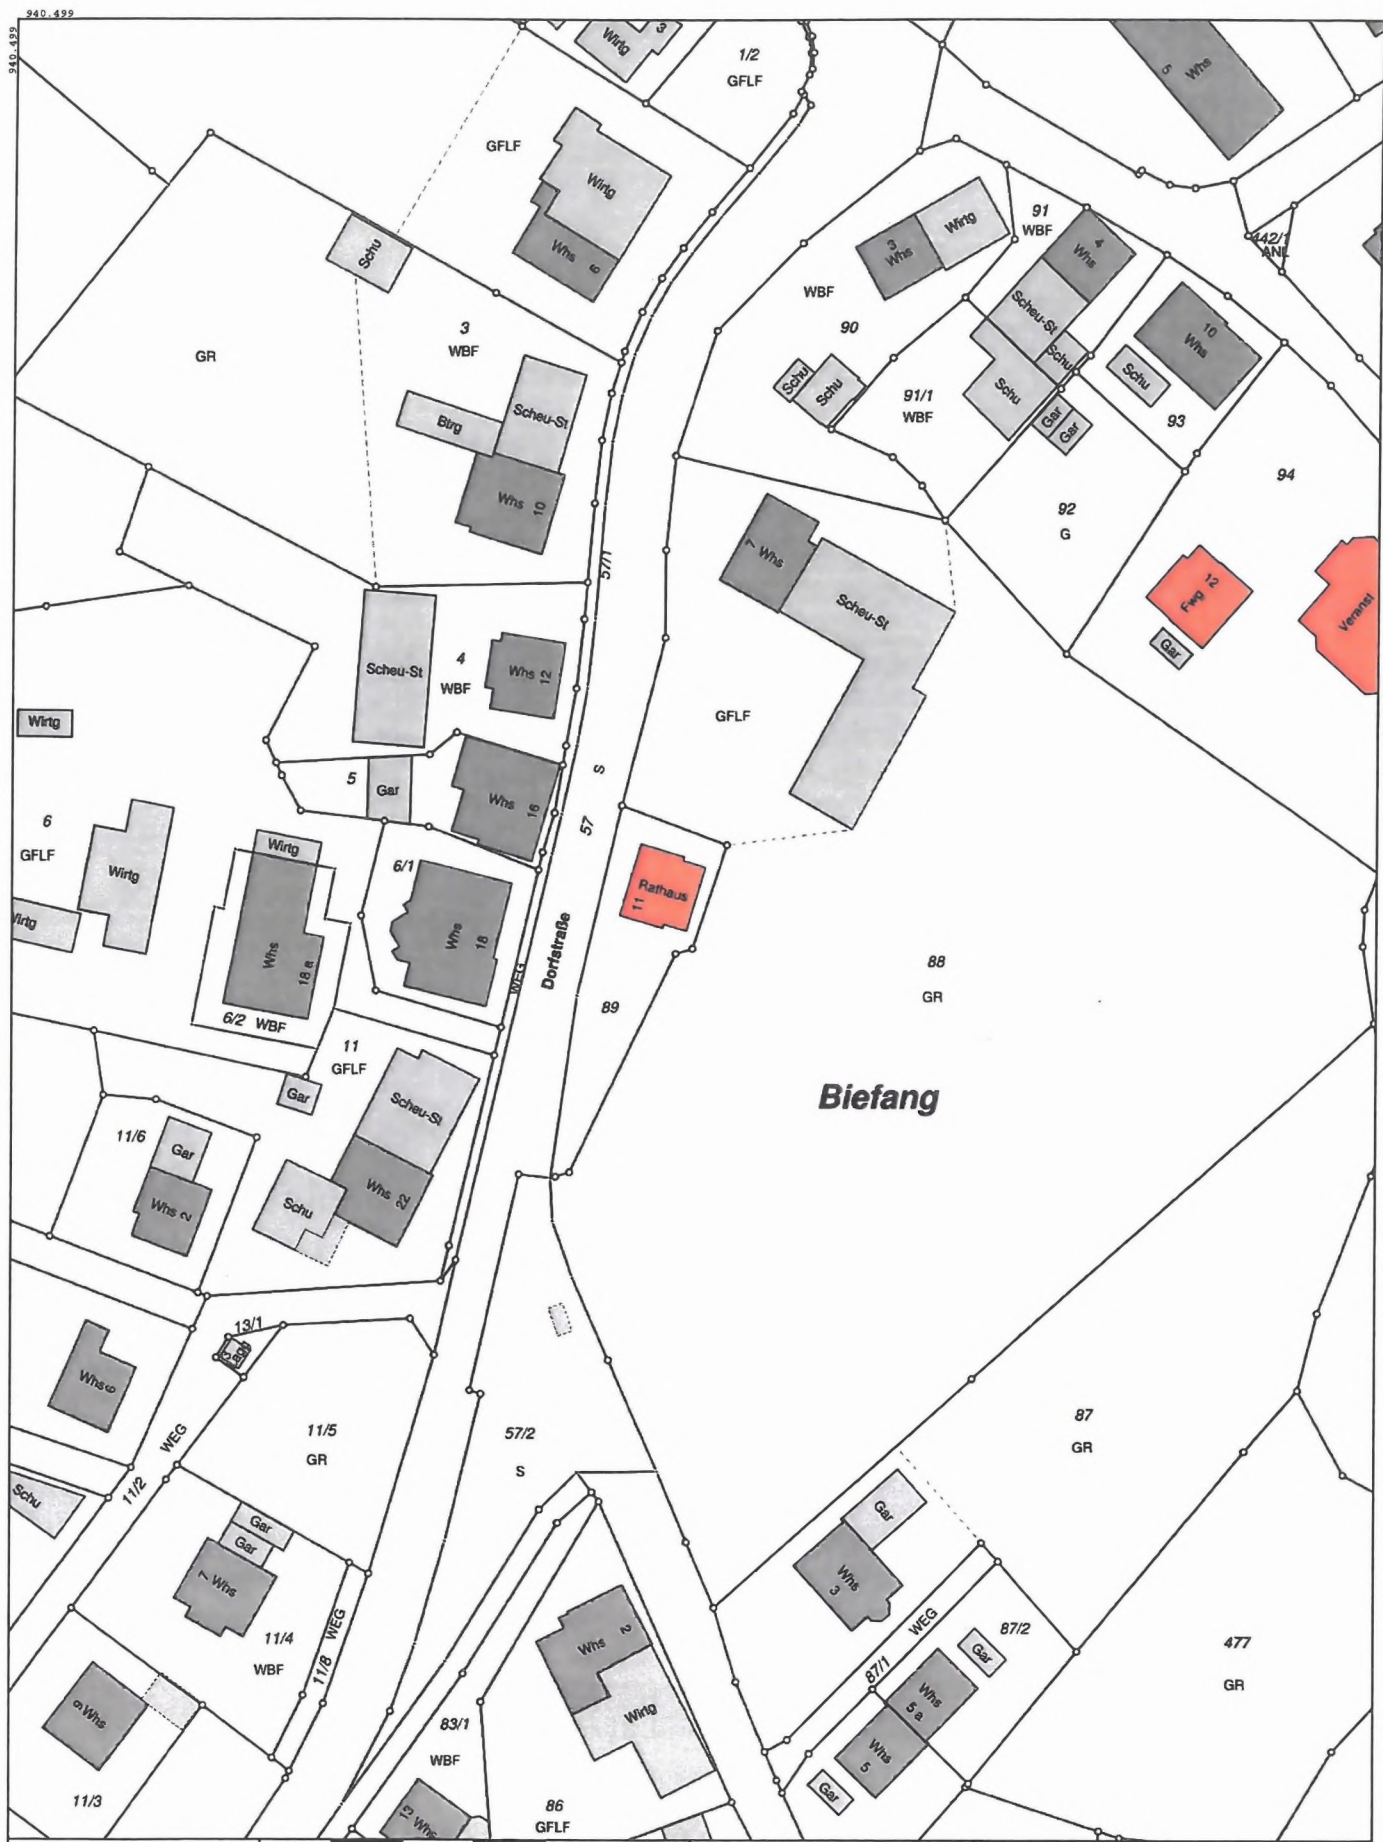 940.499
940.499
Wirtg
3
1/2
GFLF
Whs
5
GFLF
Wirtg
Whs
6
Schu
3
WBF
GR
Scheu-St
Btrg
Whs
10
57/1
3
Whs
Wirtg
91
WBF
4
Whs
442/1
ANL
WBF
90
Scheu-St
Schu
Schu
Schu
Schu
91/1
WBF
Gar
Gar
10
Whs
Schu
93
94
92
G
7
Whs
Scheu-St
12
Fwg
Gar
Veranst
Scheu-St
4
WBF
Whs
12
GFLF
Wirtg
5
Gar
Whs
16
S
57
6
GFLF
Wirtg
Wirtg
Wirtg
Whs
18 a
6/2 WBF
6/1
Whs
18
WEG
Dorfstraße
Rathaus
11
89
88
GR
Biefang
11
GFLF
Gar
Scheu-St
Whs
22
Schu
11/6
Gar
Whs 2
13/1
13
Whs 6
WEG
11/2
Schu
11/5
GR
57/2
S
87
GR
Gar
Gar
7
Whs
11/4
WBF
WEG
11/8
9
Whs
11/3
Gar
Whs
3
WEG
87/1
87/2
Gar
Whs
5 a
Whs
5
Gar
477
GR
Whs
2
Wirtg
83/1
WBF
13
Whs
86
GFLF